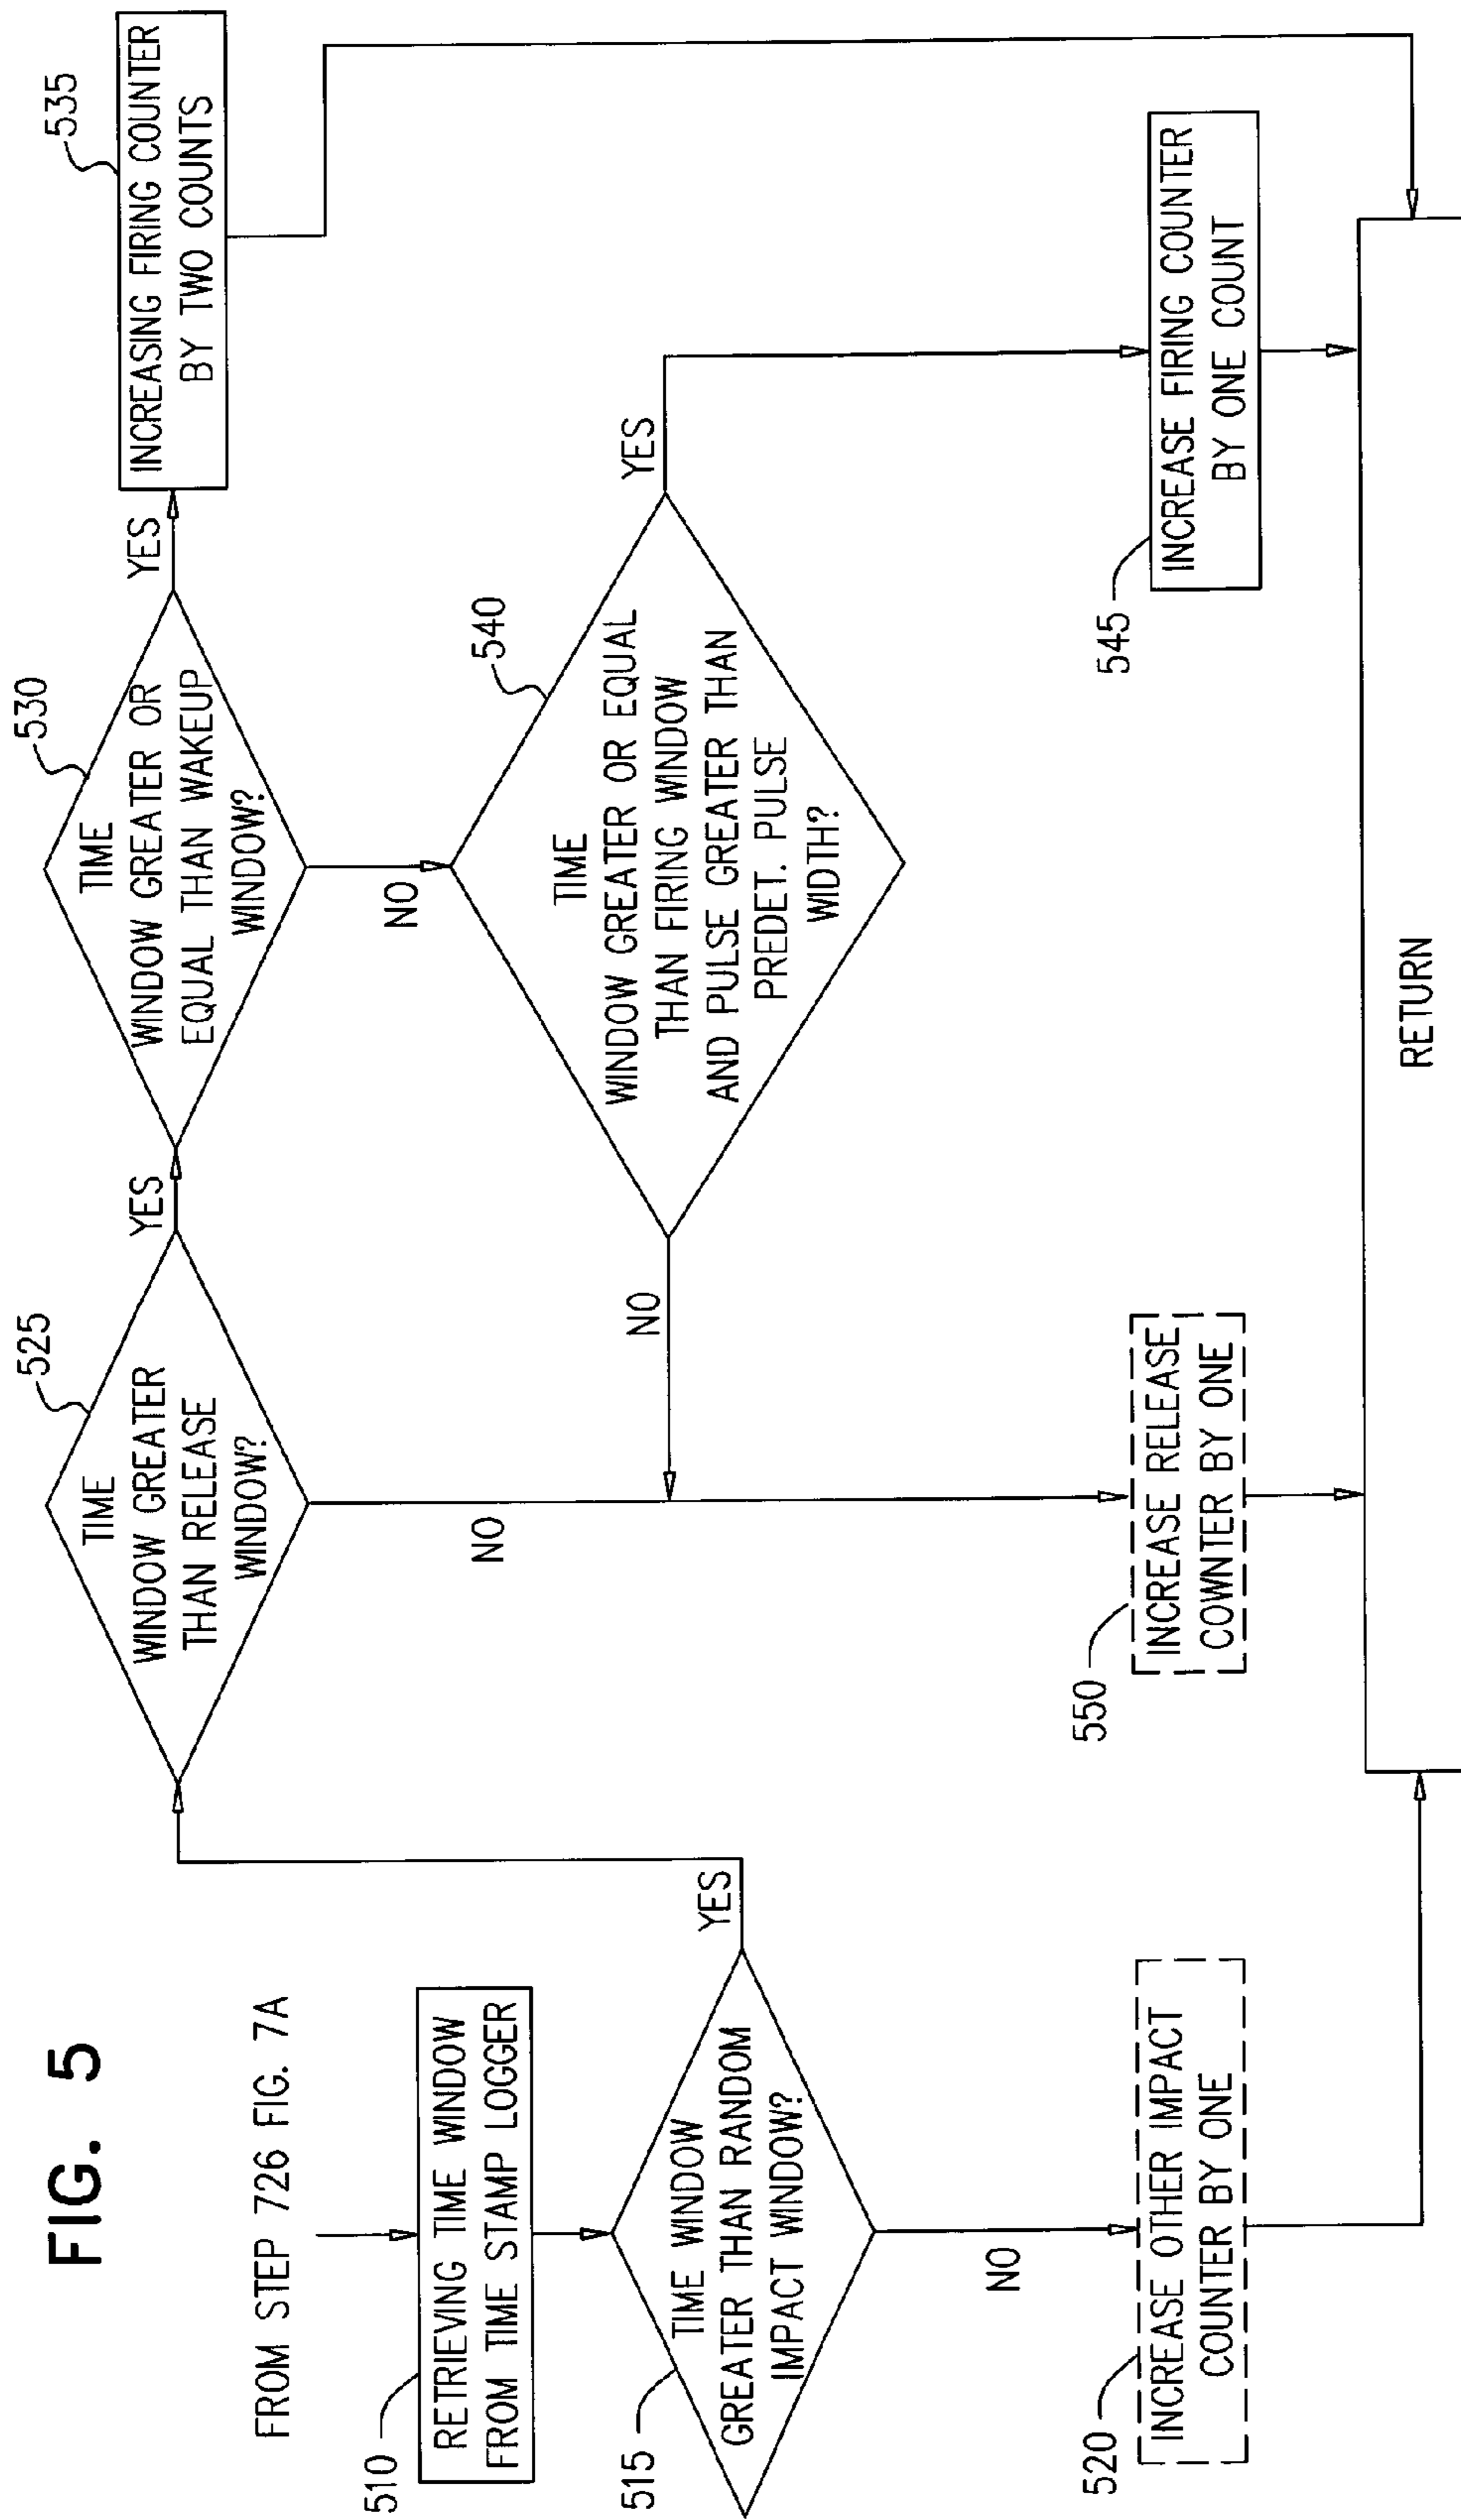 FIG. 5
FROM STEP 726 FIG. 7A
510
RETRIEVING TIME WINDOW
FROM TIME STAMP LOGGER
515
TIME WINDOW
GREATER THAN RANDOM
IMPACT WINDOW?
YES
NO
520
INCREASE OTHER IMPACT
COUNTER BY ONE
525
TIME
WINDOW GREATER
THAN RELEASE
WINDOW?
YES
NO
530
TIME
WINDOW GREATER OR
EQUAL THAN WAKEUP
WINDOW?
YES
NO
535
INCREASING FIRING COUNTER
BY TWO COUNTS
540
TIME
WINDOW GREATER OR EQUAL
THAN FIRING WINDOW
AND PULSE GREATER THAN
PREDET. PULSE
WIDTH?
YES
NO
545
INCREASE FIRING COUNTER
BY ONE COUNT
550
INCREASE RELEASE
COWNTER BY ONE
RETURN